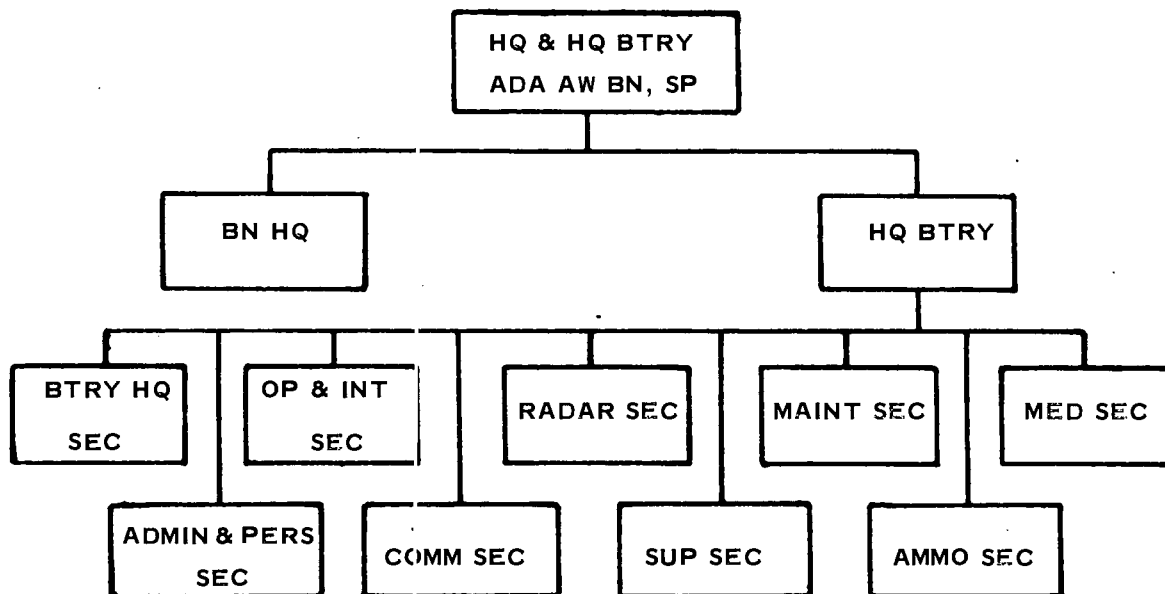 HQ & HQ BTRY
ADA AW BN, SP
BN HQ
HQ BTRY
BTRY HQ
SEC
OP & INT
SEC
RADAR SEC
MAINT SEC
MED SEC
ADMIN & PERS
SEC
COMM SEC
SUP SEC
AMMO SEC